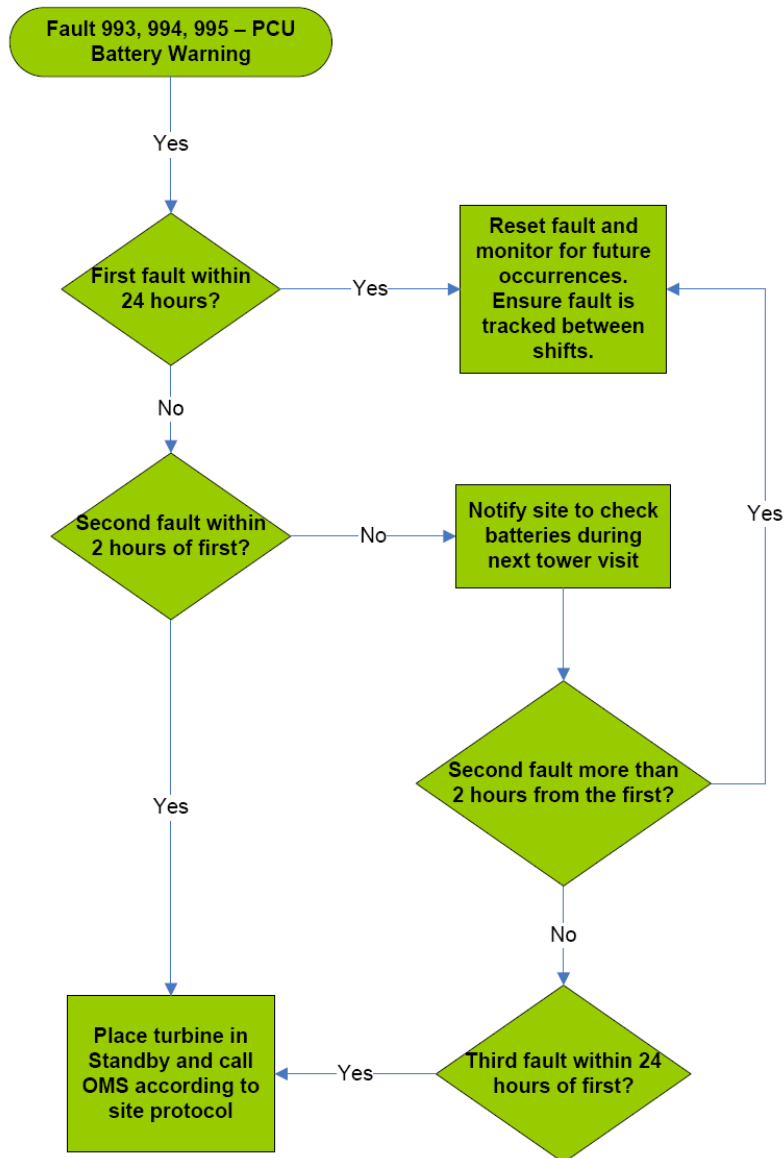 Fault 993, 994, 995 – PCU
Battery Warning
Yes
First fault within
24 hours?
Yes
Reset fault and
monitor for future
occurrences.
Ensure fault is
tracked between
shifts.
No
Second fault within
2 hours of first?
No
Notify site to check
batteries during
next tower visit
Yes
Second fault more than
2 hours from the first?
Yes
No
Place turbine in
Standby and call
OMS according to
site protocol
Yes
Third fault within 24
hours of first?